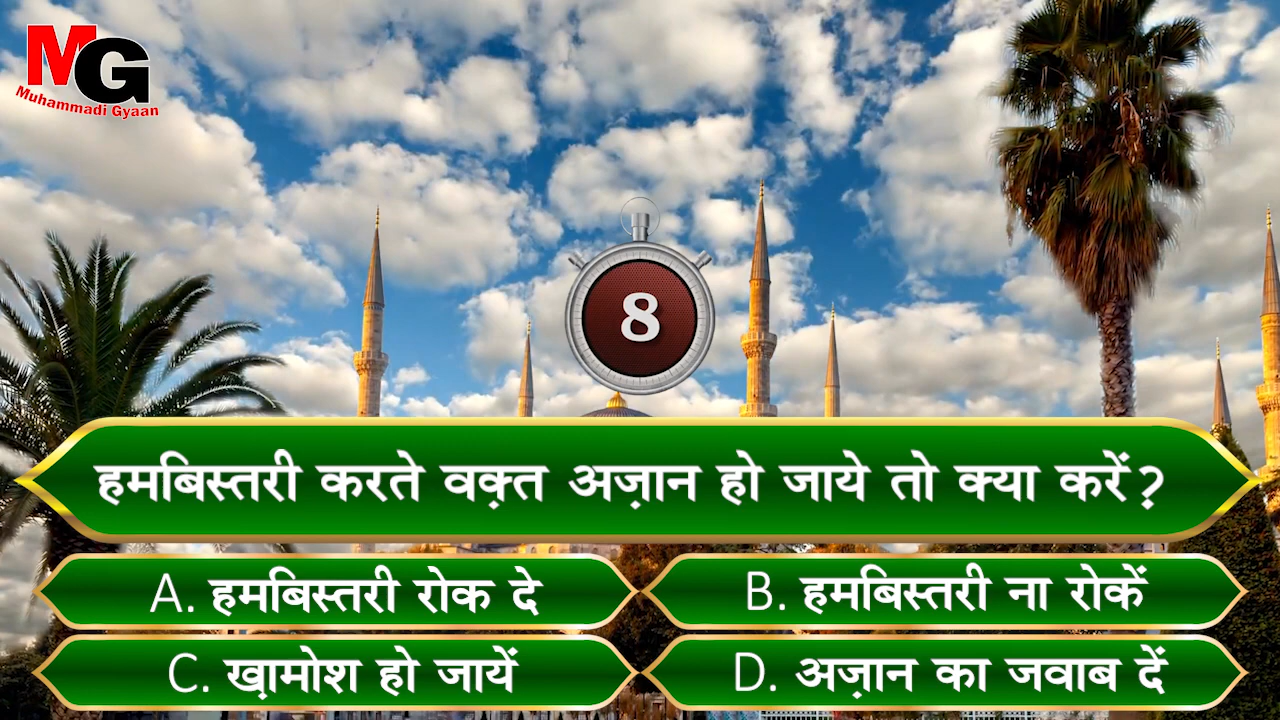 MG
Muhammadi Gyaan
8
हमबिस्तरी करते वक़्त अज़ान हो जाये तो क्या करें?
A. हमबिस्तरी रोक दे
B. हमबिस्तरी ना रोकें
C. ख़ामोश हो जायें
D. अज़ान का जवाब दें